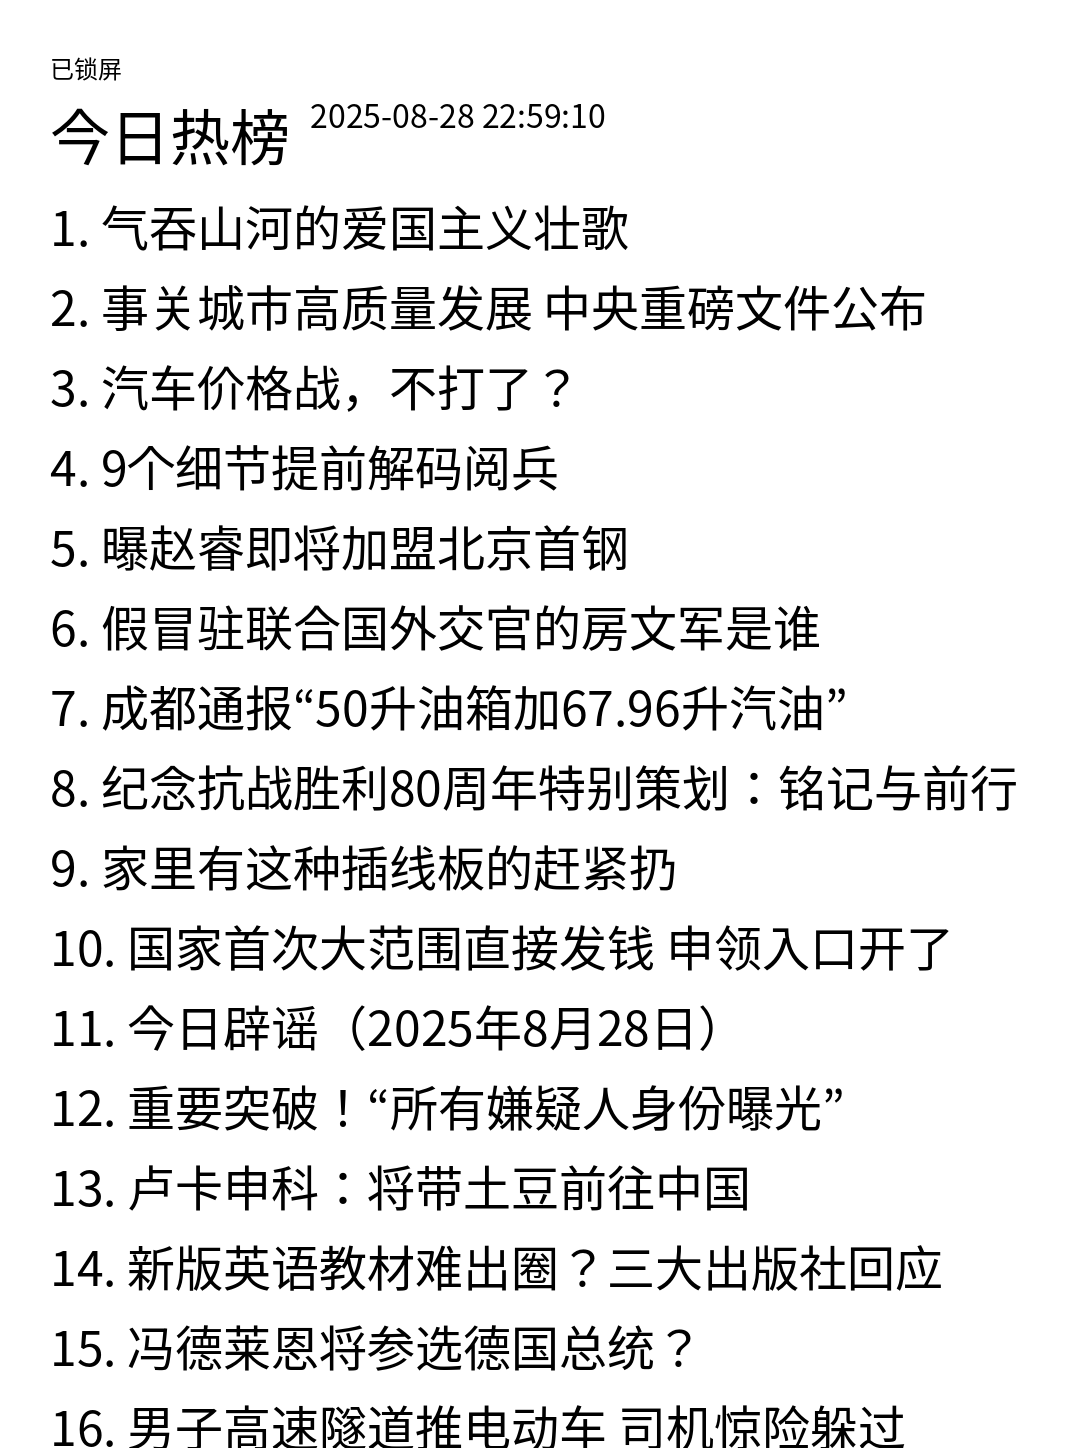 已锁屏
今日热榜 2025-08-28 22:59:10
1. 气吞山河的爱国主义壮歌
2. 事关城市高质量发展 中央重磅文件公布
3. 汽车价格战，不打了？
4. 9个细节提前解码阅兵
5. 曝赵睿即将加盟北京首钢
6. 假冒驻联合国外交官的房文军是谁
7. 成都通报“50升油箱加67.96升汽油”
8. 纪念抗战胜利80周年特别策划：铭记与前行
9. 家里有这种插线板的赶紧扔
10. 国家首次大范围直接发钱 申领入口开了
11. 今日辟谣（2025年8月28日）
12. 重要突破！“所有嫌疑人身份曝光”
13. 卢卡申科：将带土豆前往中国
14. 新版英语教材难出圈？三大出版社回应
15. 冯德莱恩将参选德国总统？
16. 男子高速隧道推电动车 司机惊险躲过